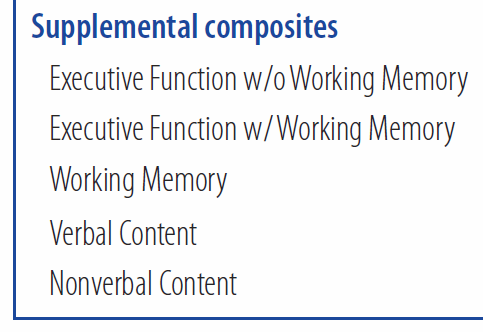 Supplemental composites
Executive Function w/o Working Memory
Executive Function w/ Working Memory
Working Memory
Verbal Content
Nonverbal Content